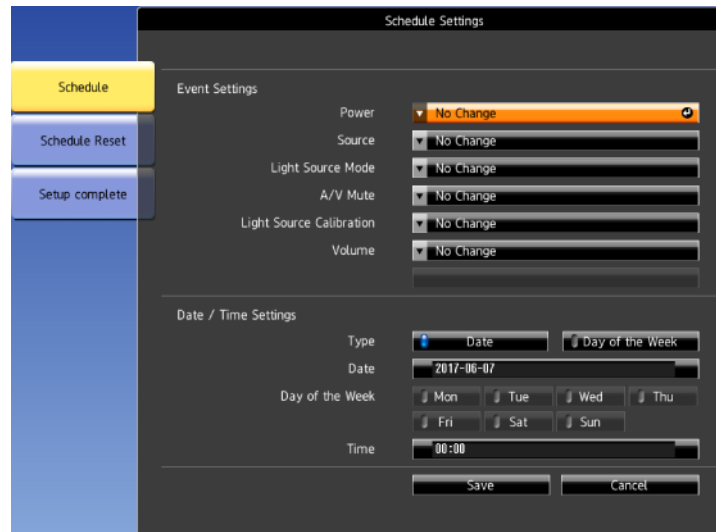 Schedule Settings
Schedule
Schedule Reset
Setup complete
Event Settings
Power No Change
Source No Change
Light Source Mode No Change
A/V Mute No Change
Light Source Calibration No Change
Volume No Change
Date / Time Settings
Type Date Day of the Week
Date 2017-06-07
Day of the Week Mon Tue Wed Thu
Fri Sat Sun
Time 00:00
Save Cancel